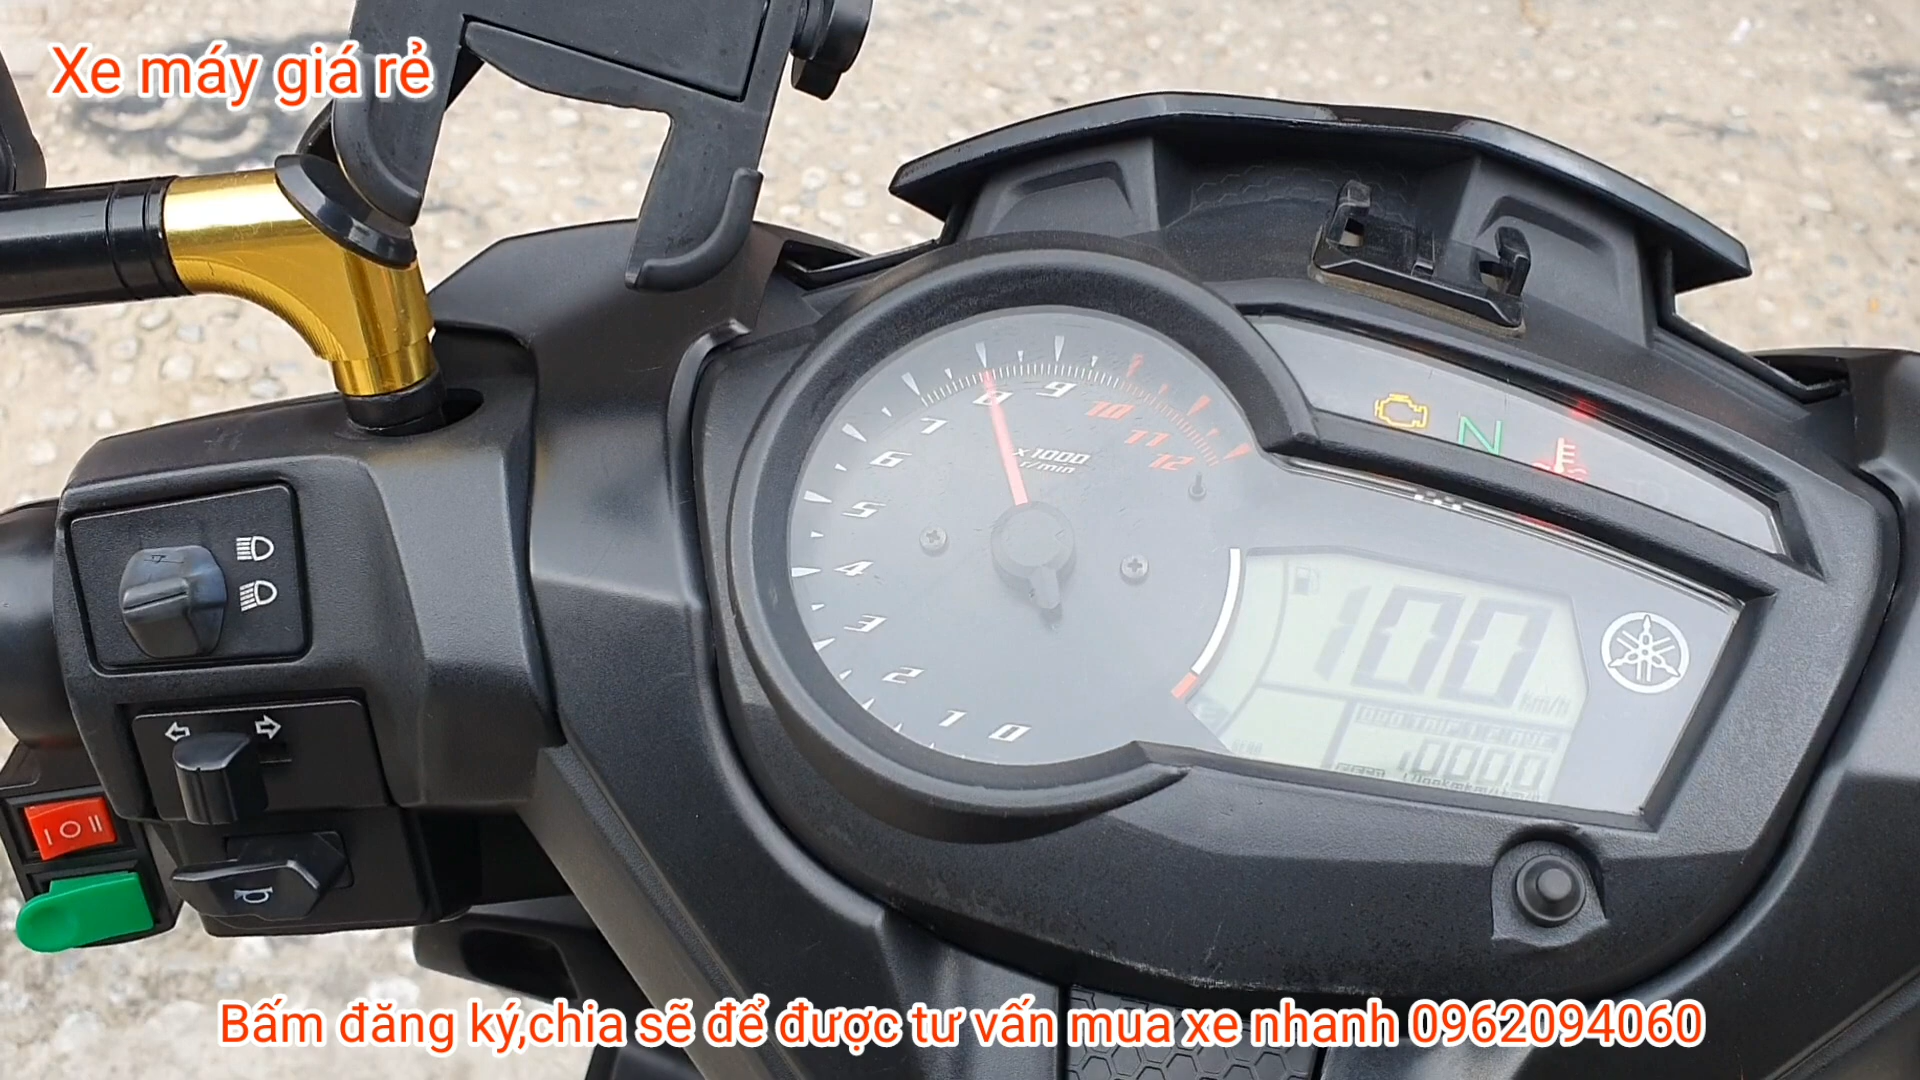 Xe máy giá rẻ
9
8
10
7
11
x1000
r/min
12
6
N
5
4
3
100
km/h
2
1
0
Bấm đăng ký,chia sẽ để được tư vấn mua xe nhanh 0962094060